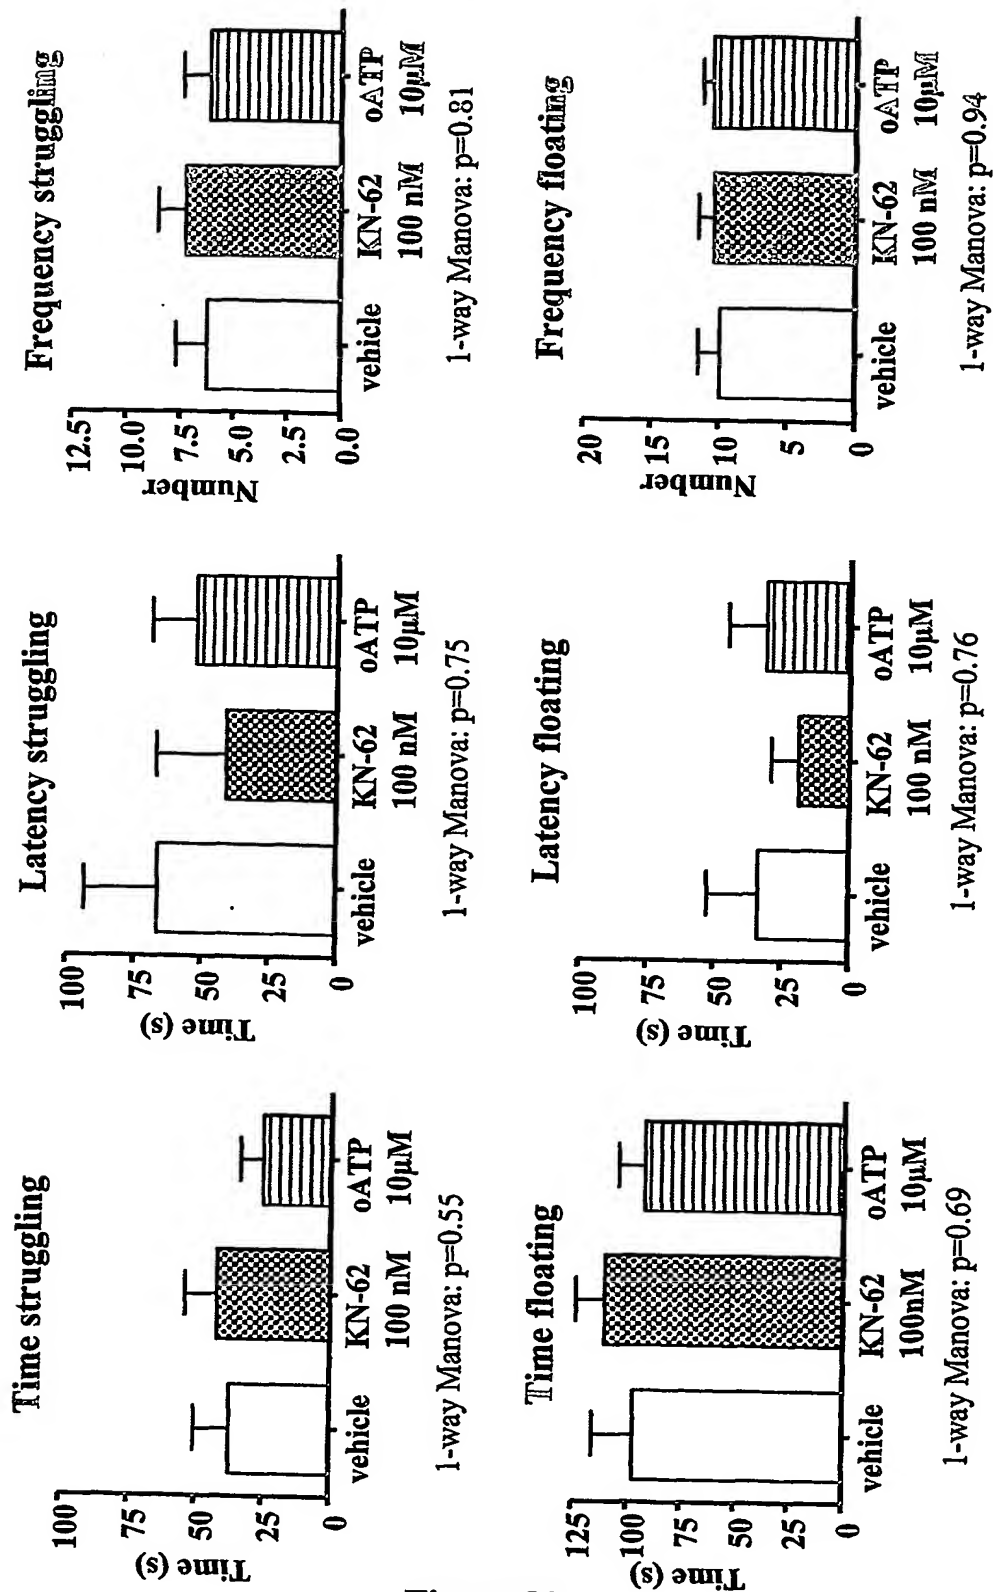 Time struggling
Time (s)
100
75
50
25
0
vehicle
KN-62
100 nM
oATP
10µM
1-way Manova: p=0.55
Latency struggling
Time (s)
100
75
50
25
0
vehicle
KN-62
100 nM
oATP
10µM
1-way Manova: p=0.75
Frequency struggling
Number
12.5
10.0
7.5
5.0
2.5
0.0
vehicle
KN-62
100 nM
oATP
10µM
1-way Manova: p=0.81
Time floating
Time (s)
125
100
75
50
25
0
vehicle
KN-62
100nM
oATP
10µM
1-way Manova: p=0.69
Latency floating
Time (s)
100
75
50
25
0
vehicle
KN-62
100 nM
oATP
10µM
1-way Manova: p=0.76
Frequency floating
Number
20
15
10
5
0
vehicle
KN-62
100 nM
oATP
10µM
1-way Manova: p=0.94